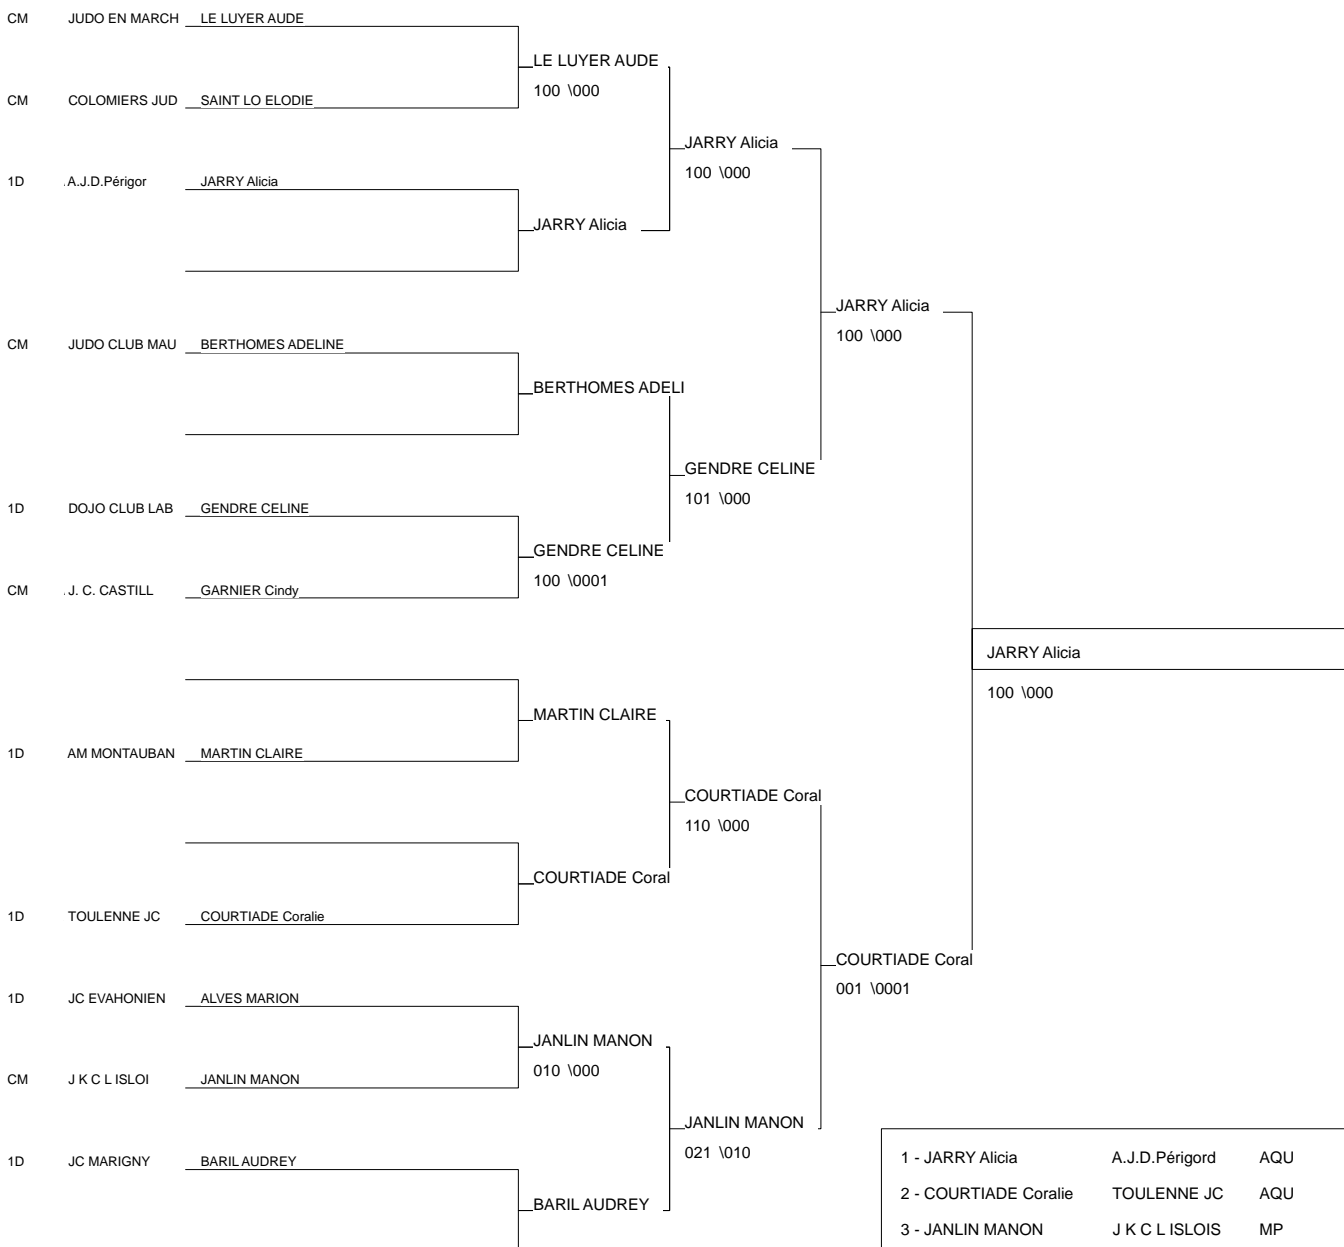 CM JUDO EN MARCH LE LUYER AUDE
LE LUYER AUDE
100 \000
CM COLOMIERS JUD SAINT LO ELODIE
JARRY Alicia
100 \000
1D A.J.D.Périgor JARRY Alicia
JARRY Alicia
JARRY Alicia
100 \000
CM JUDO CLUB MAU BERTHOMES ADELINE
BERTHOMES ADELI
GENDRE CELINE
101 \000
1D DOJO CLUB LAB GENDRE CELINE
GENDRE CELINE
100 \0001
CM J. C. CASTILL GARNIER Cindy
JARRY Alicia
100 \000
MARTIN CLAIRE
1D AM MONTAUBAN MARTIN CLAIRE
COURTIADE Coral
110 \000
COURTIADE Coral
1D TOULENNE JC COURTIADE Coralie
COURTIADE Coral
001 \0001
1D JC EVAHONIEN ALVES MARION
JANLIN MANON
010 \000
CM J K C L ISLOI JANLIN MANON
JANLIN MANON
021 \010
1D JC MARIGNY BARIL AUDREY
BARIL AUDREY
1 - JARRY Alicia A.J.D.Périgord AQU
2 - COURTIADE Coralie TOULENNE JC AQU
3 - JANLIN MANON J K C L ISLOIS MP